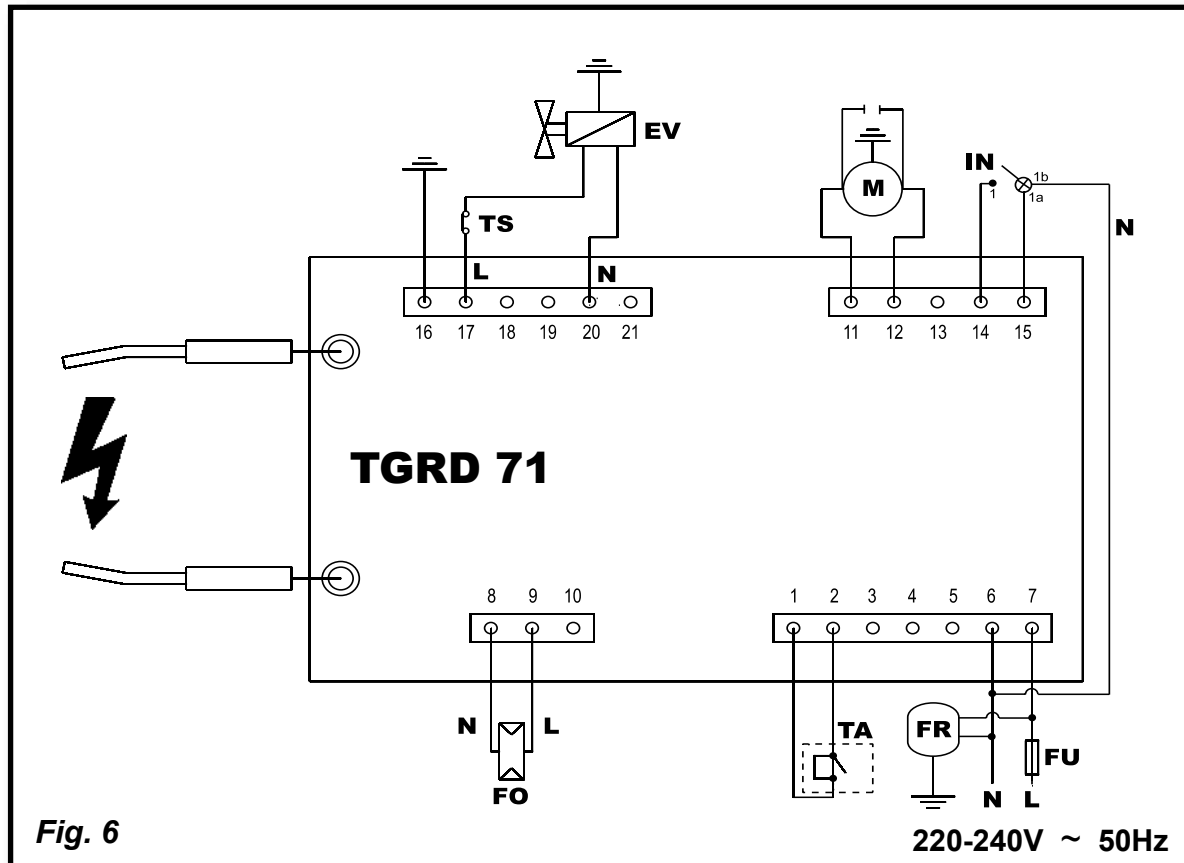 EV
IN
1b
1
1a
M
TS
N
L
N
16 17 18 19 20 21
11 12 13 14 15
TGRD 71
8 9 10
1 2 3 4 5 6 7
N L
TA
FR
FU
FO
N L
Fig. 6
220-240V ~ 50Hz